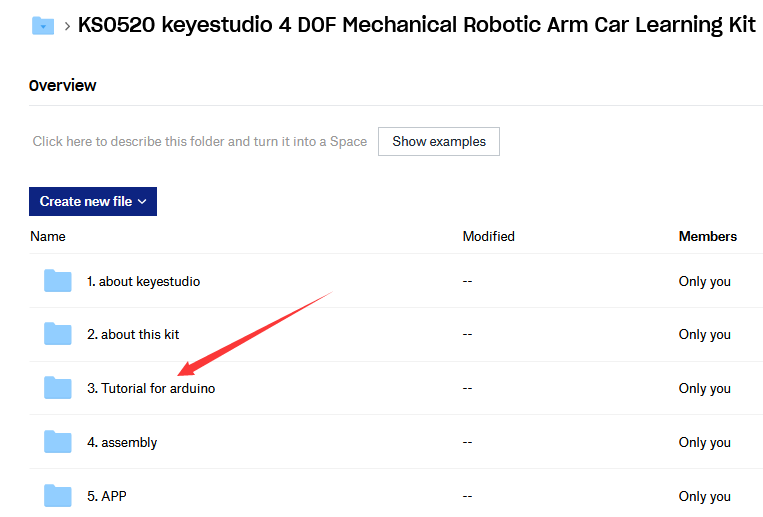 > KS0520 keyestudio 4 DOF Mechanical Robotic Arm Car Learning Kit
Overview
Click here to describe this folder and turn it into a Space Show examples
Create new file
Name Modified Members
1. about keyestudio -- Only you
2. about this kit -- Only you
3. Tutorial for arduino -- Only you
4. assembly -- Only you
5. APP -- Only you